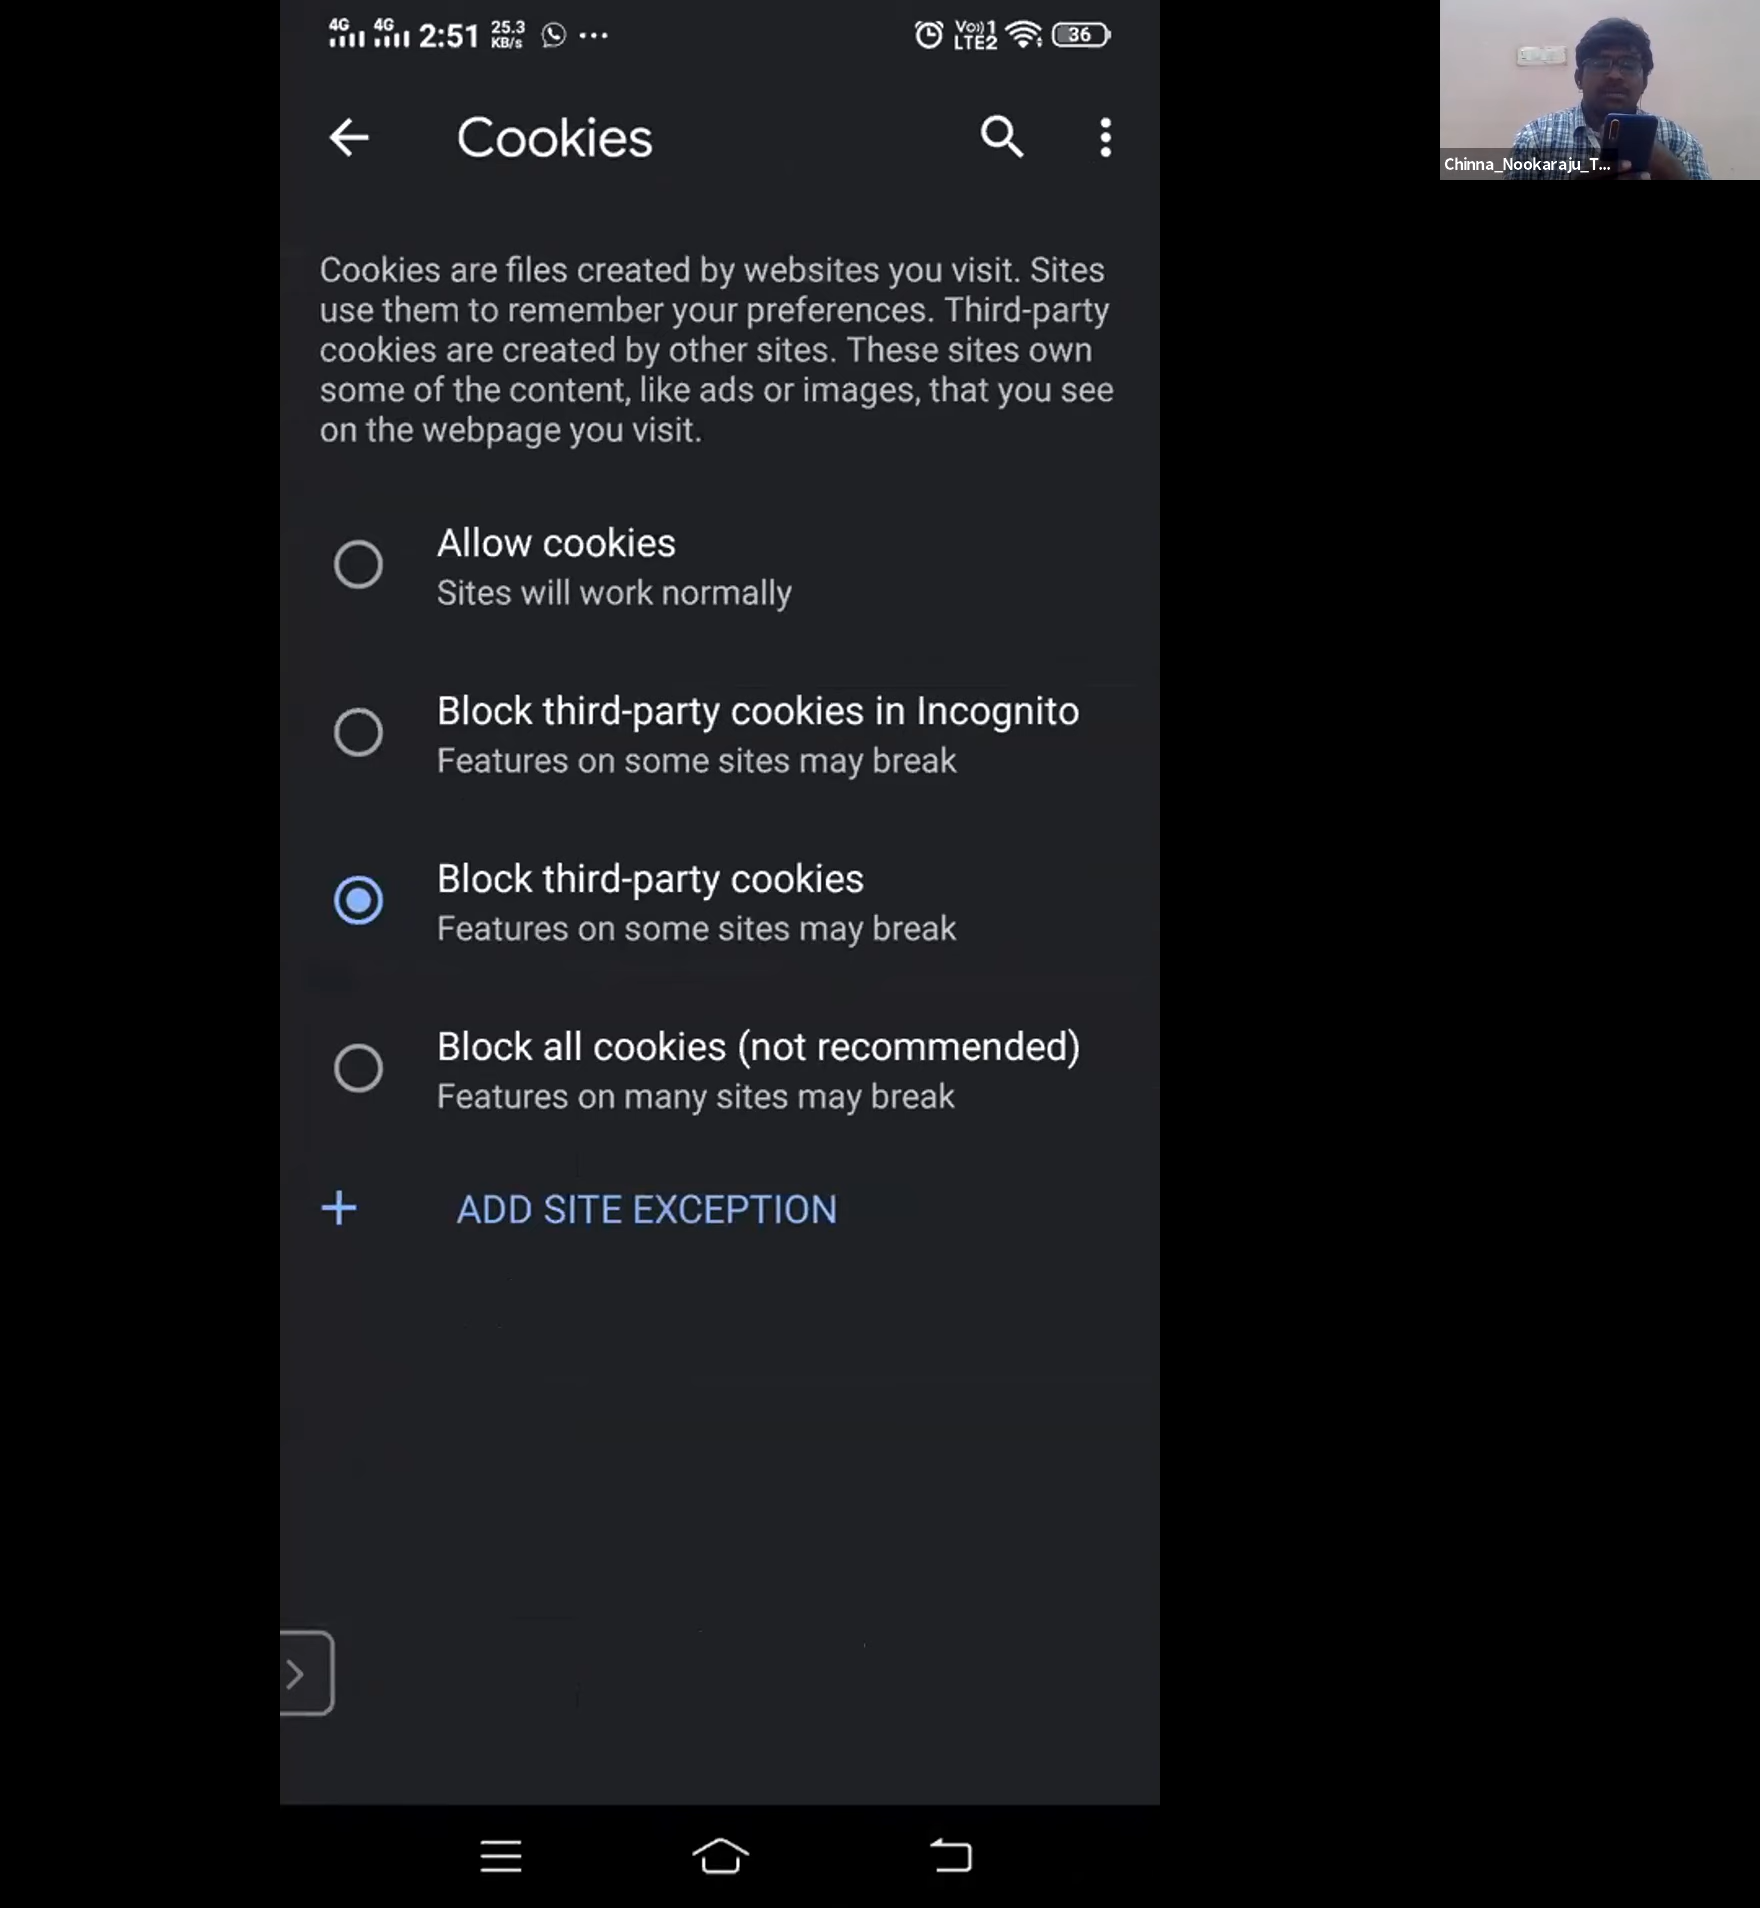 4G 4G 2:51 25.3 KB/s ... Vo))1 LTE2 36
Cookies
Chinna_Nookaraju_T...
Cookies are files created by websites you visit. Sites
use them to remember your preferences. Third-party
cookies are created by other sites. These sites own
some of the content, like ads or images, that you see
on the webpage you visit.
Allow cookies
Sites will work normally
Block third-party cookies in Incognito
Features on some sites may break
Block third-party cookies
Features on some sites may break
Block all cookies (not recommended)
Features on many sites may break
+ ADD SITE EXCEPTION